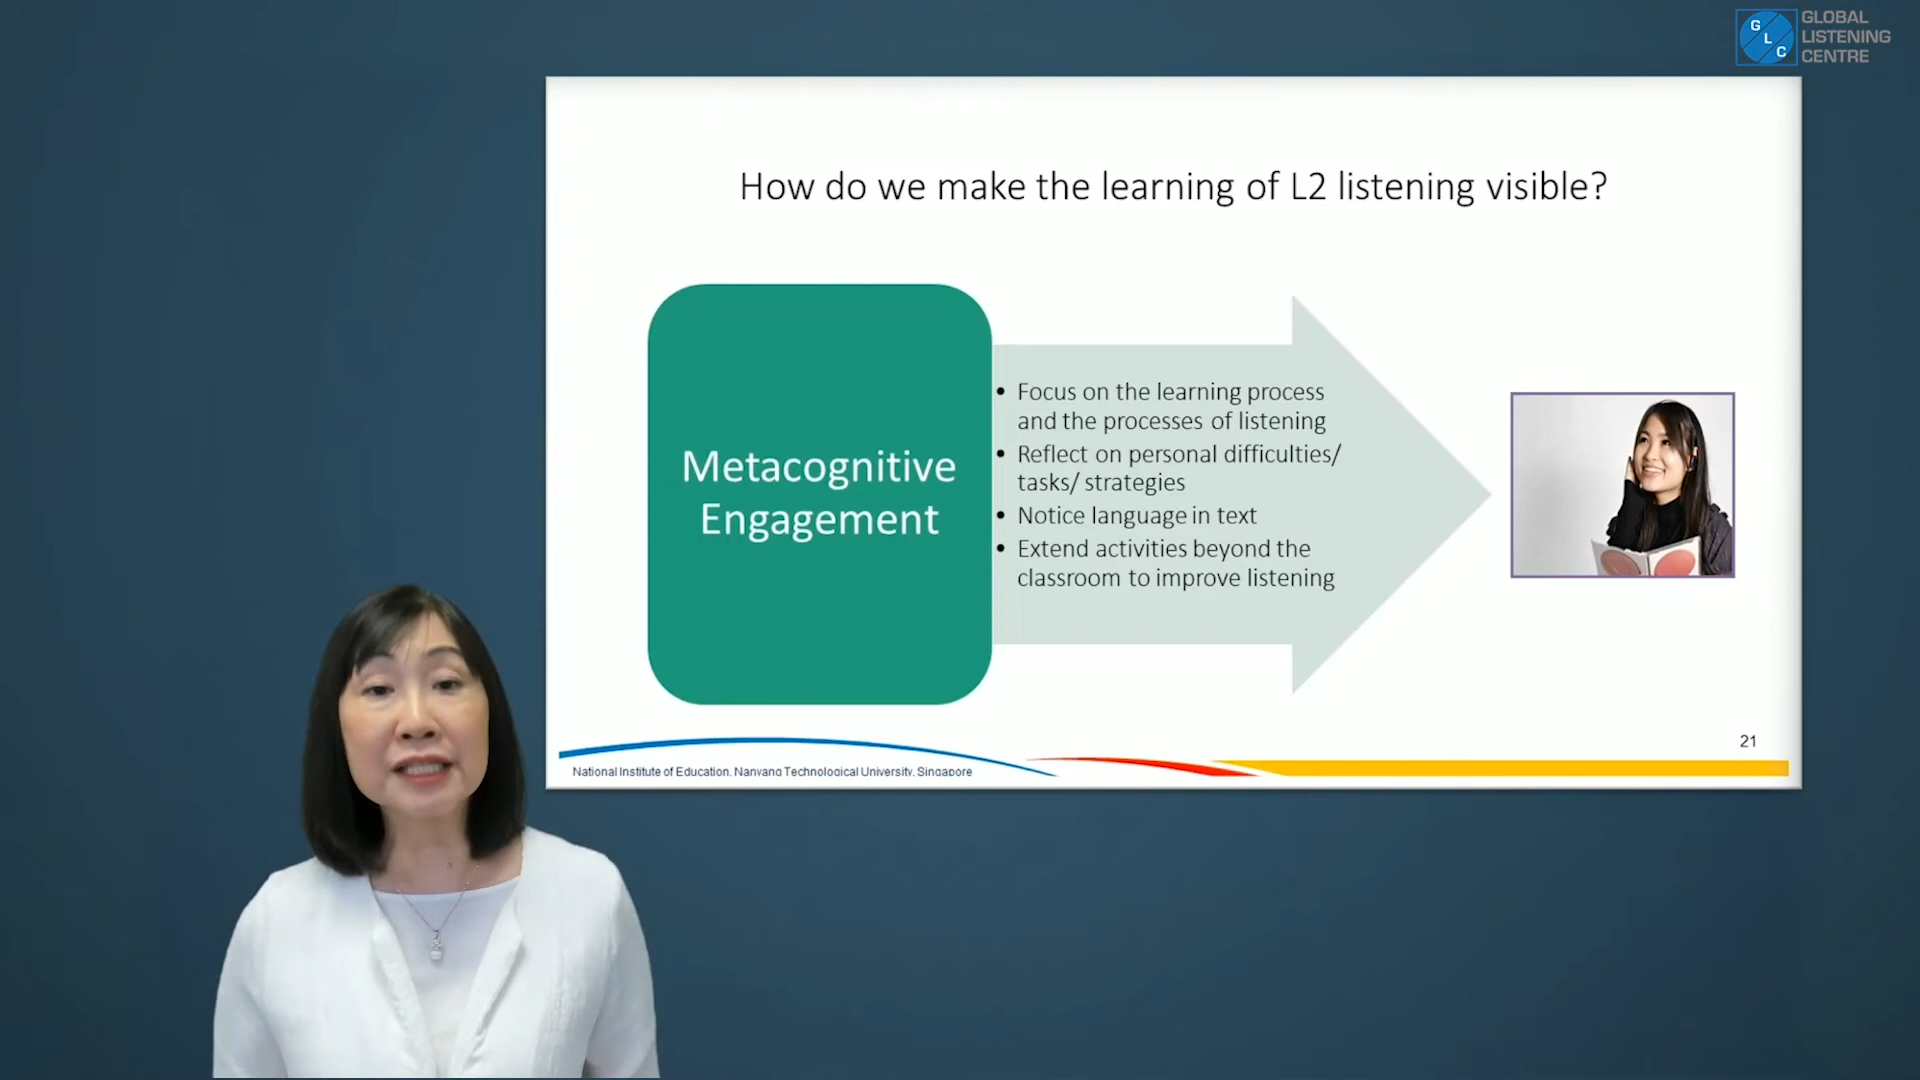 G
L
C
GLOBAL
LISTENING
CENTRE
How do we make the learning of L2 listening visible?
Metacognitive
Engagement
• Focus on the learning process
and the processes of listening
• Reflect on personal difficulties/
tasks/ strategies
• Notice language in text
• Extend activities beyond the
classroom to improve listening
21
National Institute of Education, Nanyang Technological University, Singapore